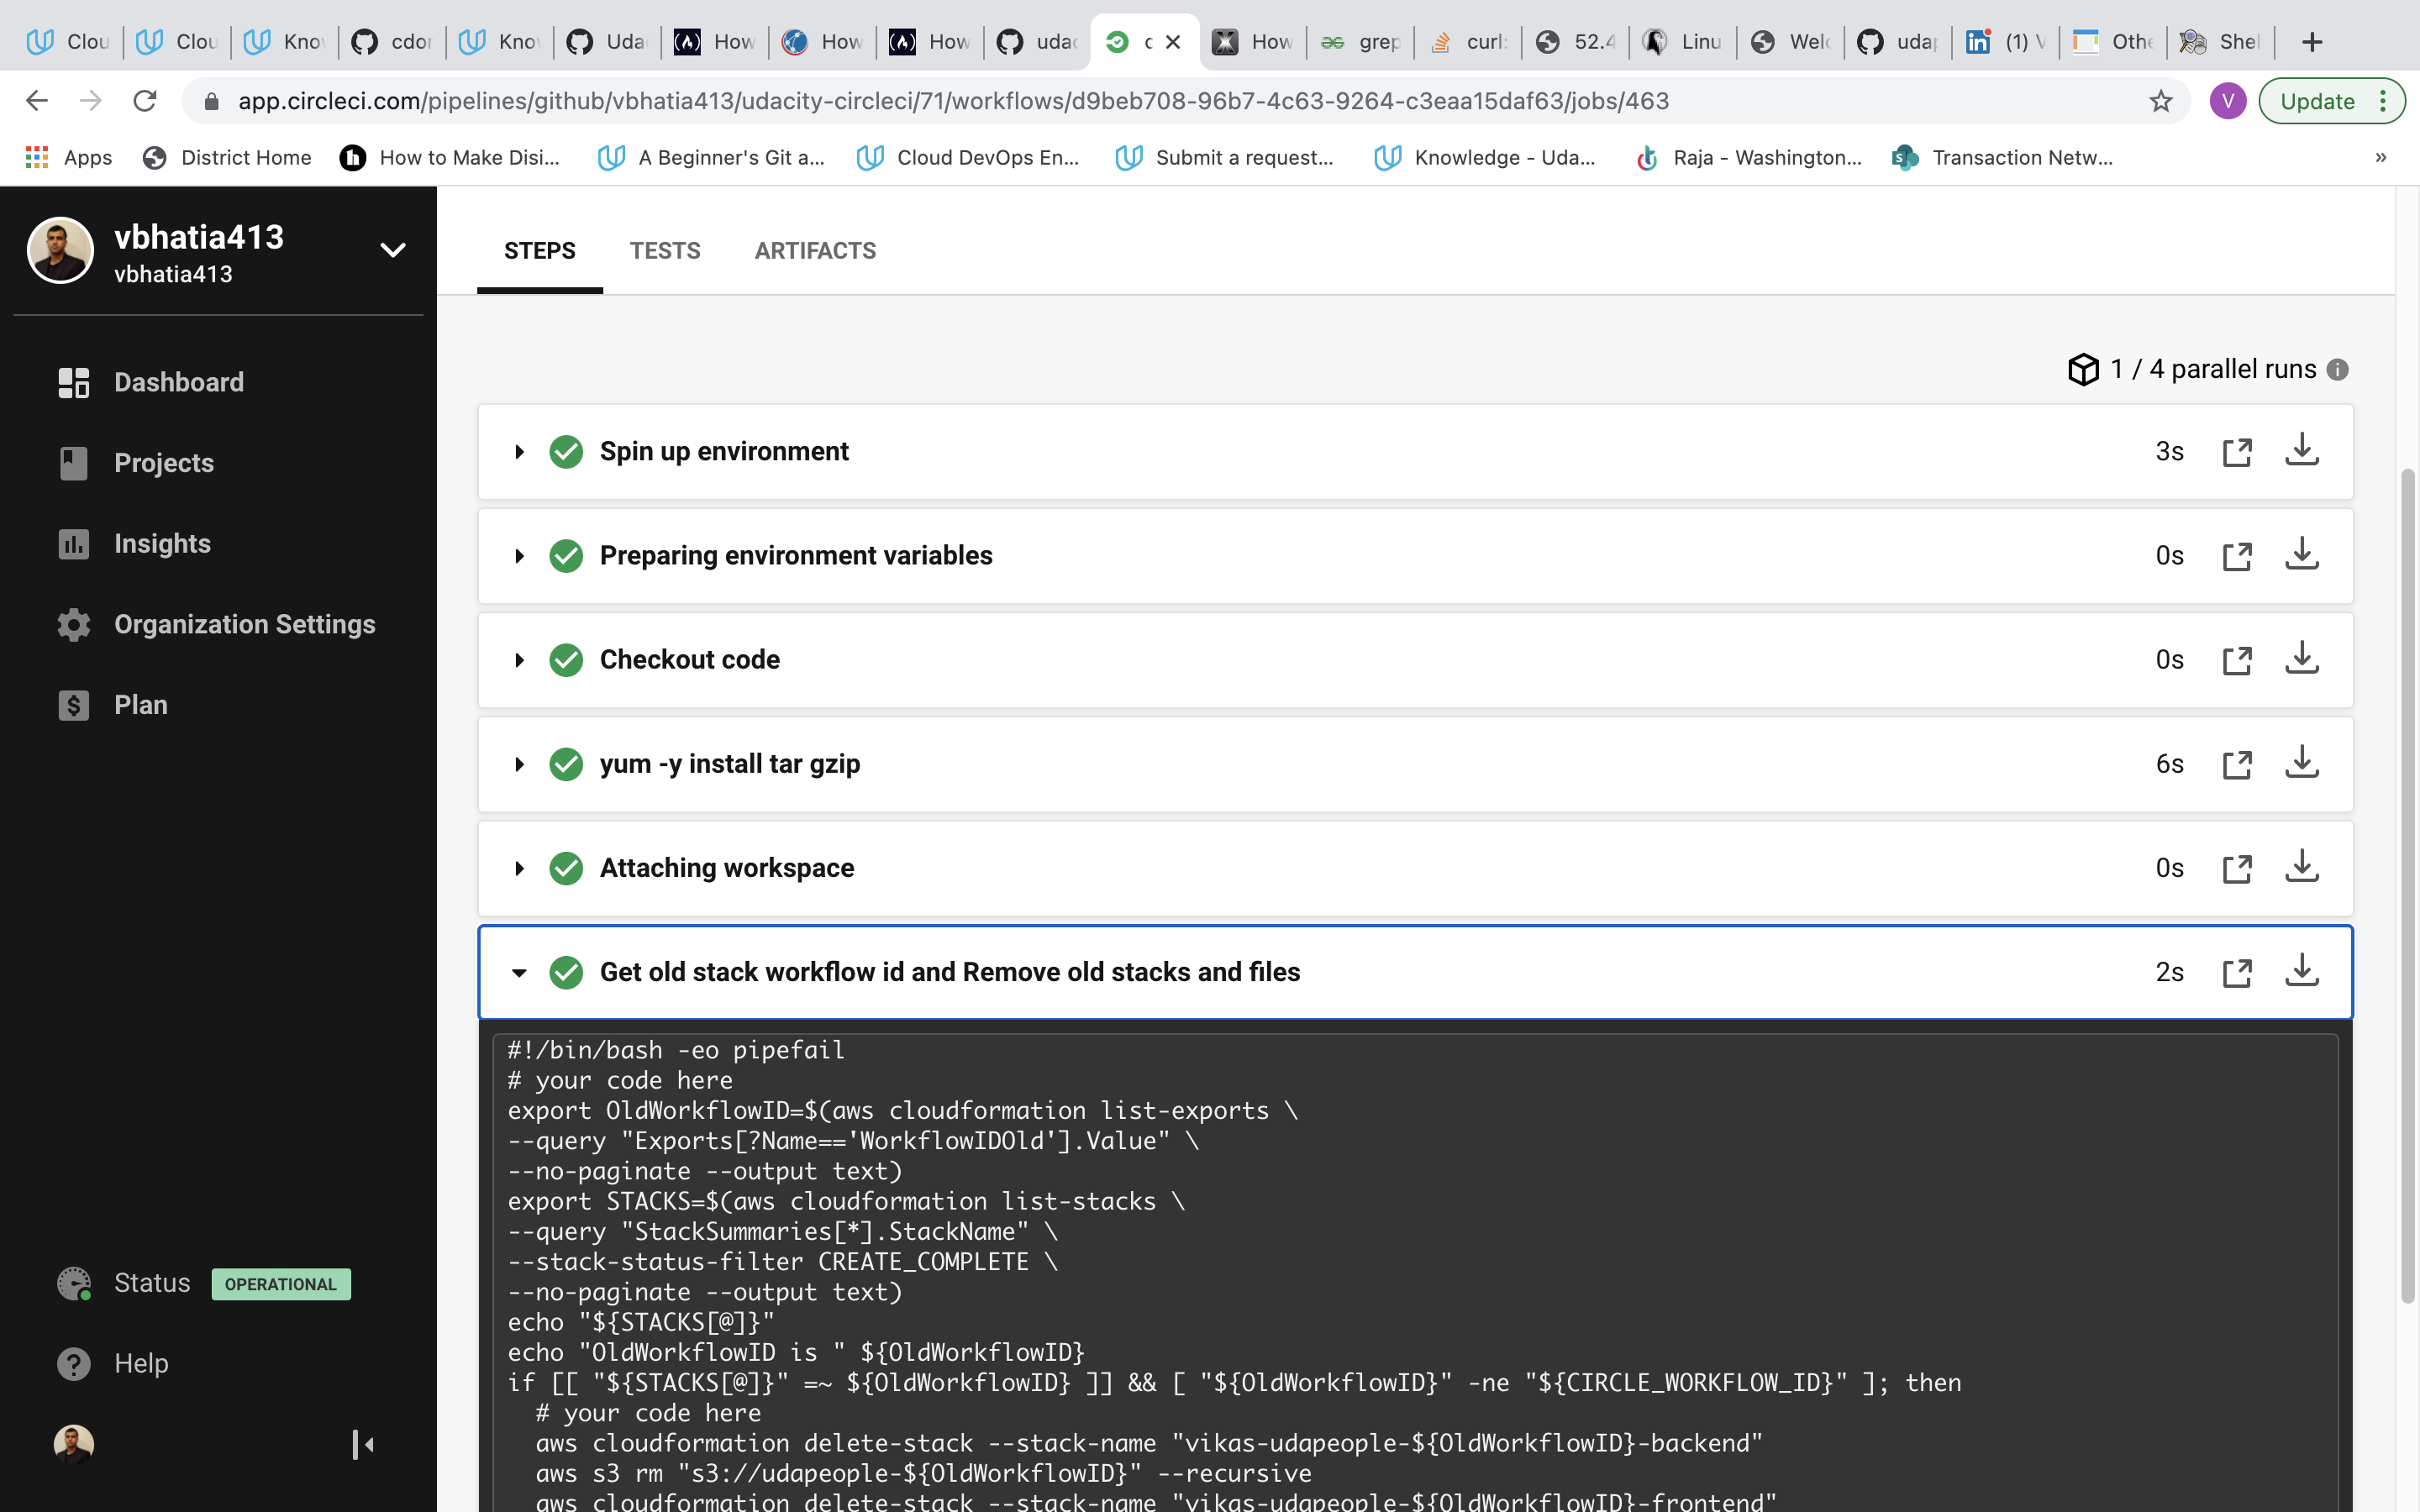 Clou
Clou
Know
cdon
Know
Uda
How
How
How
udac
c
How
grep
curl:
52.4
Linu
Welc
udap
(1) V
Othe
Shel
app.circleci.com/pipelines/github/vbhatia413/udacity-circleci/71/workflows/d9beb708-96b7-4c63-9264-c3eaa15daf63/jobs/463
V
Update
Apps
District Home
How to Make Disi...
A Beginner's Git a...
Cloud DevOps En...
Submit a request...
Knowledge - Uda...
Raja - Washington...
Transaction Netw...
»
vbhatia413
vbhatia413
Dashboard
Projects
Insights
Organization Settings
Plan
Status OPERATIONAL
Help
STEPS TESTS ARTIFACTS
1 / 4 parallel runs
Spin up environment 3s
Preparing environment variables 0s
Checkout code 0s
yum -y install tar gzip 6s
Attaching workspace 0s
Get old stack workflow id and Remove old stacks and files 2s
#!/bin/bash -eo pipefail
# your code here
export OldWorkflowID=$(aws cloudformation list-exports \
--query "Exports[?Name=='WorkflowIDOld'].Value" \
--no-paginate --output text)
export STACKS=$(aws cloudformation list-stacks \
--query "StackSummaries[*].StackName" \
--stack-status-filter CREATE_COMPLETE \
--no-paginate --output text)
echo "${STACKS[@]}"
echo "OldWorkflowID is " ${OldWorkflowID}
if [[ "${STACKS[@]}" =~ ${OldWorkflowID} ]] && [ "${OldWorkflowID}" -ne "${CIRCLE_WORKFLOW_ID}" ]; then
# your code here
aws cloudformation delete-stack --stack-name "vikas-udapeople-${OldWorkflowID}-backend"
aws s3 rm "s3://udapeople-${OldWorkflowID}" --recursive
aws cloudformation delete-stack --stack-name "vikas-udapeople-${OldWorkflowID}-frontend"